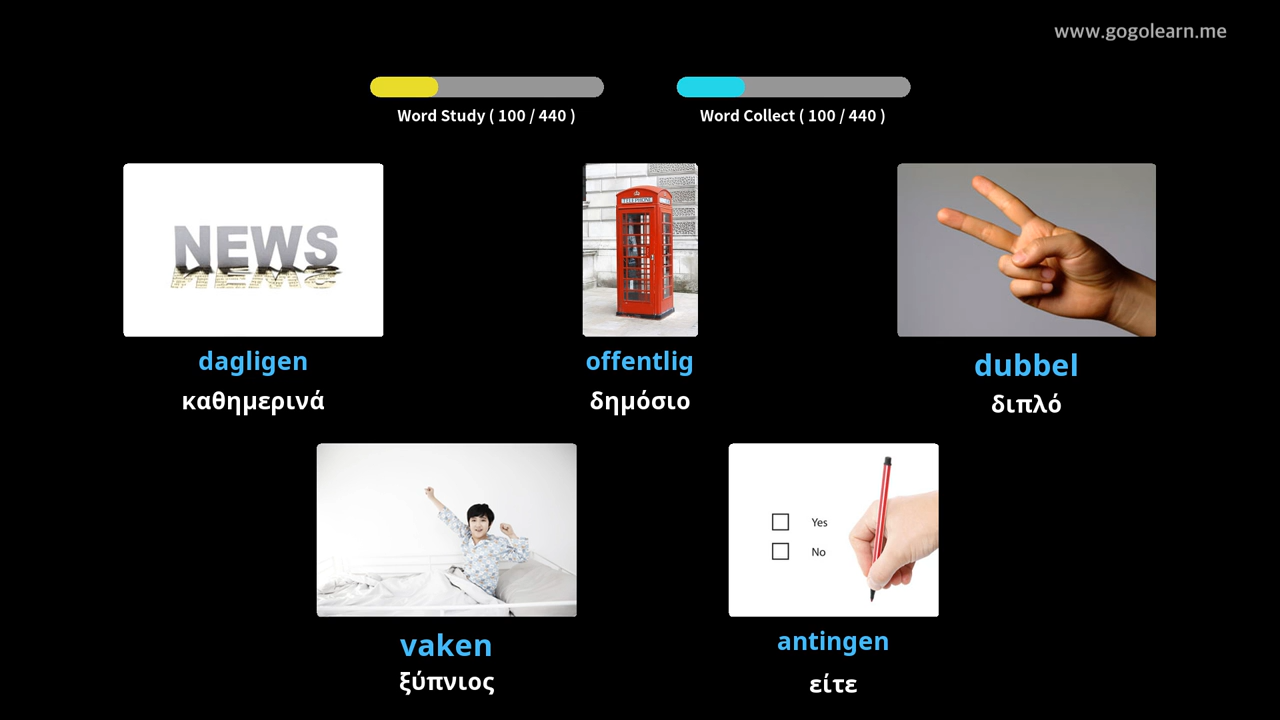 www.gogolearn.me
Word Study ( 100 / 440 )
Word Collect ( 100 / 440 )
NEWS
TELEPHONE
dagligen
offentlig
dubbel
καθημερινά
δημόσιο
διπλό
Yes
No
vaken
antingen
ξύπνιος
είτε